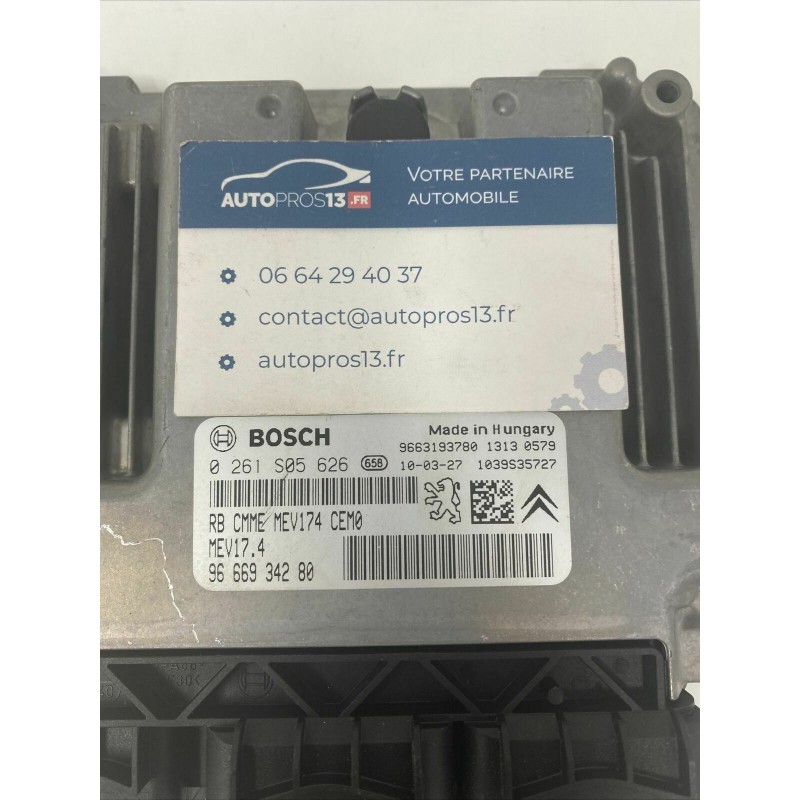 VOTRE PARTENAIRE
AUTOMOBILE
AUTOPROS13.FR
06 64 29 40 37
contact@autopros13.fr
autopros13.fr
BOSCH
Made in Hungary
9663193780 1313 0579
0 261 S05 626 65B
10-03-27 1039S35727
RB CMME MEV174 CEM0
MEV17.4
96 669 342 80